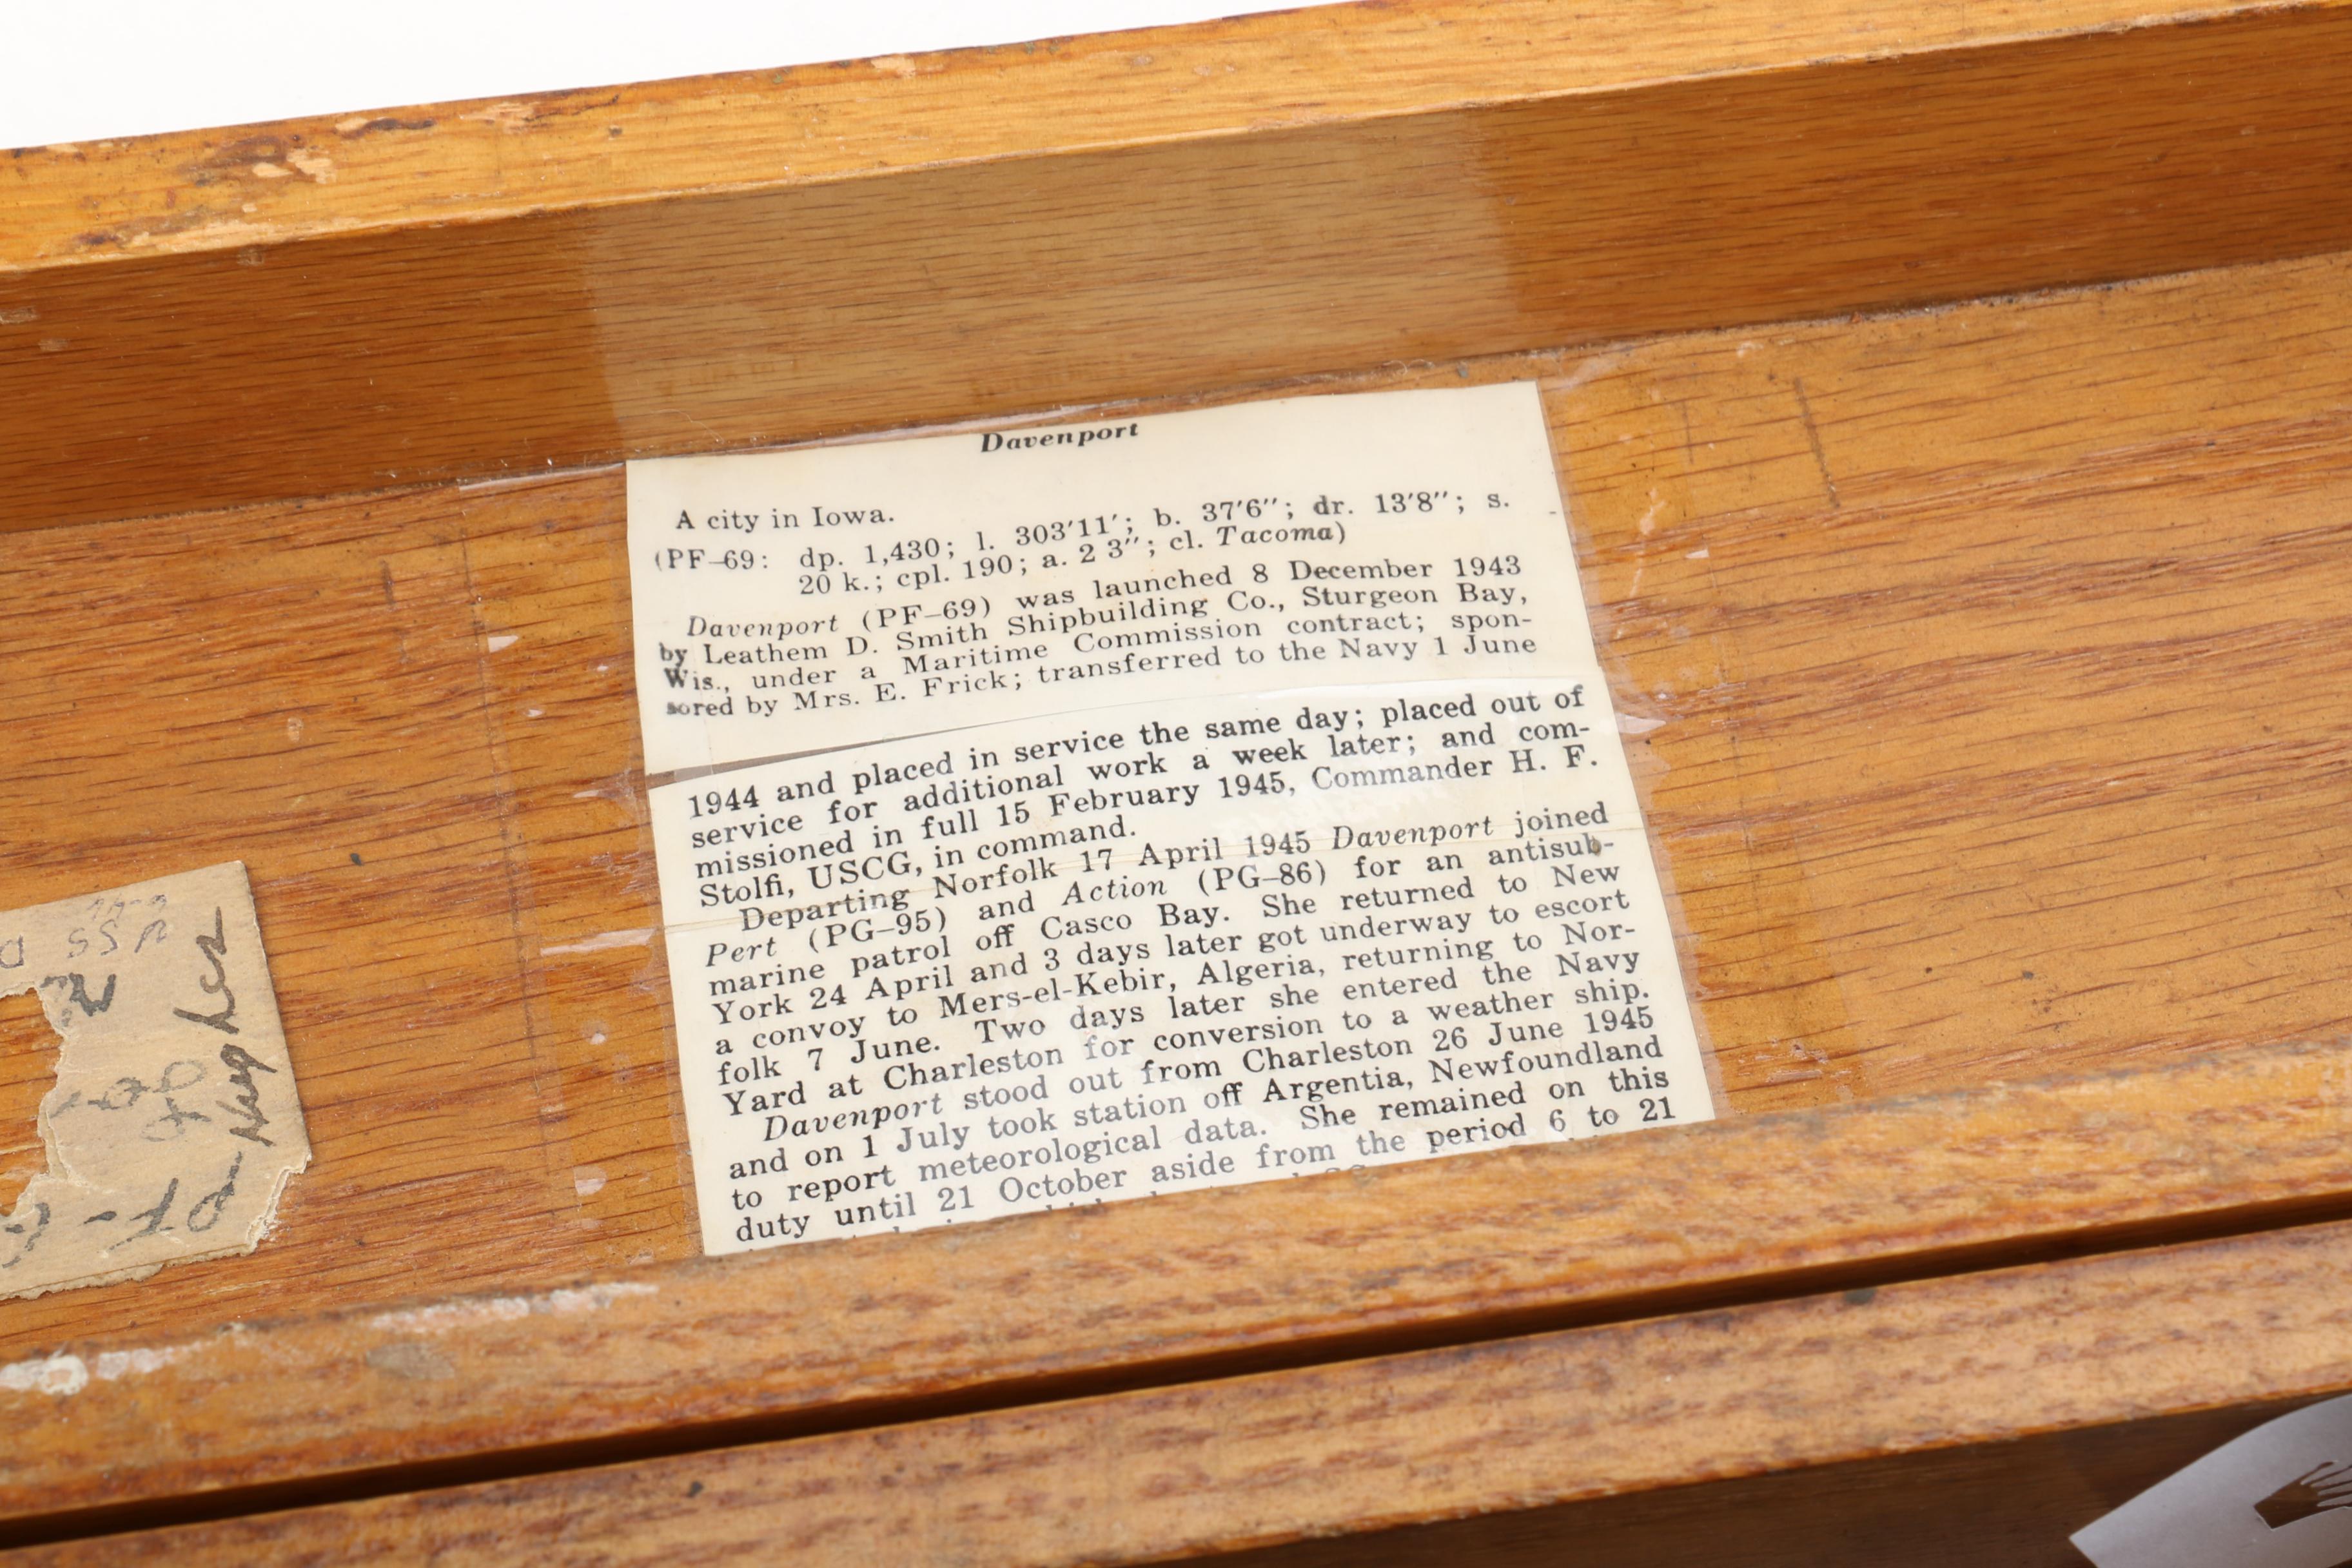 Davenport
A city in Iowa.
(PF–69: dp. 1,430; l. 303'11'; b. 37'6"; dr. 13'8"; s.
20 k.; cpl. 190; a. 2 3"; cl. Tacoma)
Davenport (PF–69) was launched 8 December 1943
by Leathem D. Smith Shipbuilding Co., Sturgeon Bay,
Wis., under a Maritime Commission contract; spon-
sored by Mrs. E. Frick; transferred to the Navy 1 June
1944 and placed in service the same day; placed out of
service for additional work a week later; and com-
missioned in full 15 February 1945, Commander H. F.
Stolfi, USCG, in command.
Departing Norfolk 17 April 1945 Davenport joined
Pert (PG–95) and Action (PG–86) for an antisub-
marine patrol off Casco Bay. She returned to New
York 24 April and 3 days later got underway to escort
a convoy to Mers-el-Kebir, Algeria, returning to Nor-
folk 7 June. Two days later she entered the Navy
Yard at Charleston for conversion to a weather ship.
Davenport stood out from Charleston 26 June 1945
and on 1 July took station off Argentia, Newfoundland
to report meteorological data. She remained on this
duty until 21 October aside from the period 6 to 21
USS D